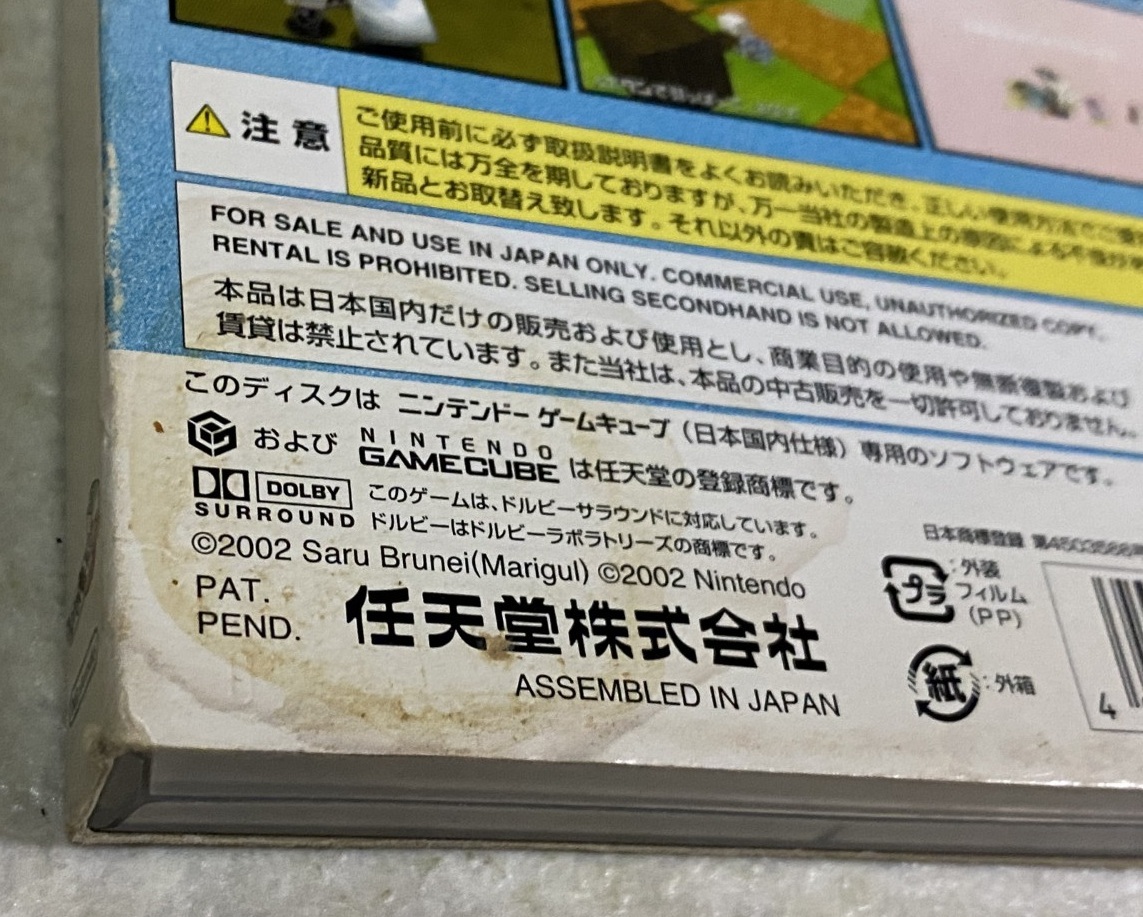 注意
ご使用前に必ず取扱説明書をよくお読みいただき、正しい使用方法でご
品質には万全を期しておりますが、万一当社の製造上の原因による不
新品とお取替え致します。それ以外の責はご容赦ください。
FOR SALE AND USE IN JAPAN ONLY. COMMERCIAL USE, UNAUTHORIZED COPY,
RENTAL IS PROHIBITED. SELLING SECONDHAND IS NOT ALLOWED.
本品は日本国内だけの販売および使用とし、商業目的の使用や無断複製および
賃貸は禁止されています。また当社は、本品の中古販売を一切許可しておりません。
このディスクは ニンテンドー ゲームキューブ（日本国内仕様）専用のソフトウェアです。
および NINTENDO GAMECUBE は任天堂の登録商標です。
DOLBY SURROUND
このゲームは、ドルビーサラウンドに対応しています。
ドルビーはドルビーラボラトリーズの商標です。
©2002 Saru Brunei(Marigul) ©2002 Nintendo
PAT.
PEND.
任天堂株式会社
ASSEMBLED IN JAPAN
日本商標登録
プラ
:外装
フィルム
(PP)
紙
:外箱
4